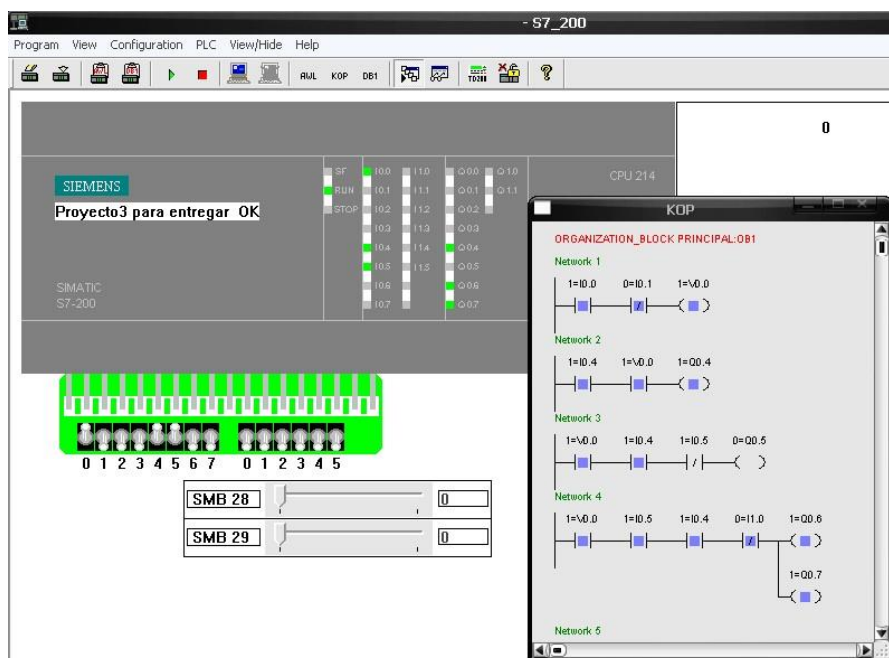 - S7_200
Program View Configuration PLC View/Hide Help
AWL KOP DB1 TD200
0
SF I0.0 I1.0 Q0.0 Q1.0 CPU 214
SIEMENS RUN I0.1 I1.1 Q0.1 Q1.1
Proyecto3 para entregar OK STOP I0.2 I1.2 Q0.2
I0.3 I1.3 Q0.3
I0.4 I1.4 Q0.4
I0.5 I1.5 Q0.5
SIMATIC I0.6 Q0.6
S7-200 I0.7 Q0.7
0 1 2 3 4 5 6 7 0 1 2 3 4 5
SMB 28 0
SMB 29 0
KOP
ORGANIZATION_BLOCK PRINCIPAL:OB1
Network 1
1=I0.0 0=I0.1 1=V0.0
Network 2
1=I0.4 1=V0.0 1=Q0.4
Network 3
1=V0.0 1=I0.4 1=I0.5 0=Q0.5
Network 4
1=V0.0 1=I0.5 1=I0.4 0=I1.0 1=Q0.6
1=Q0.7
Network 5